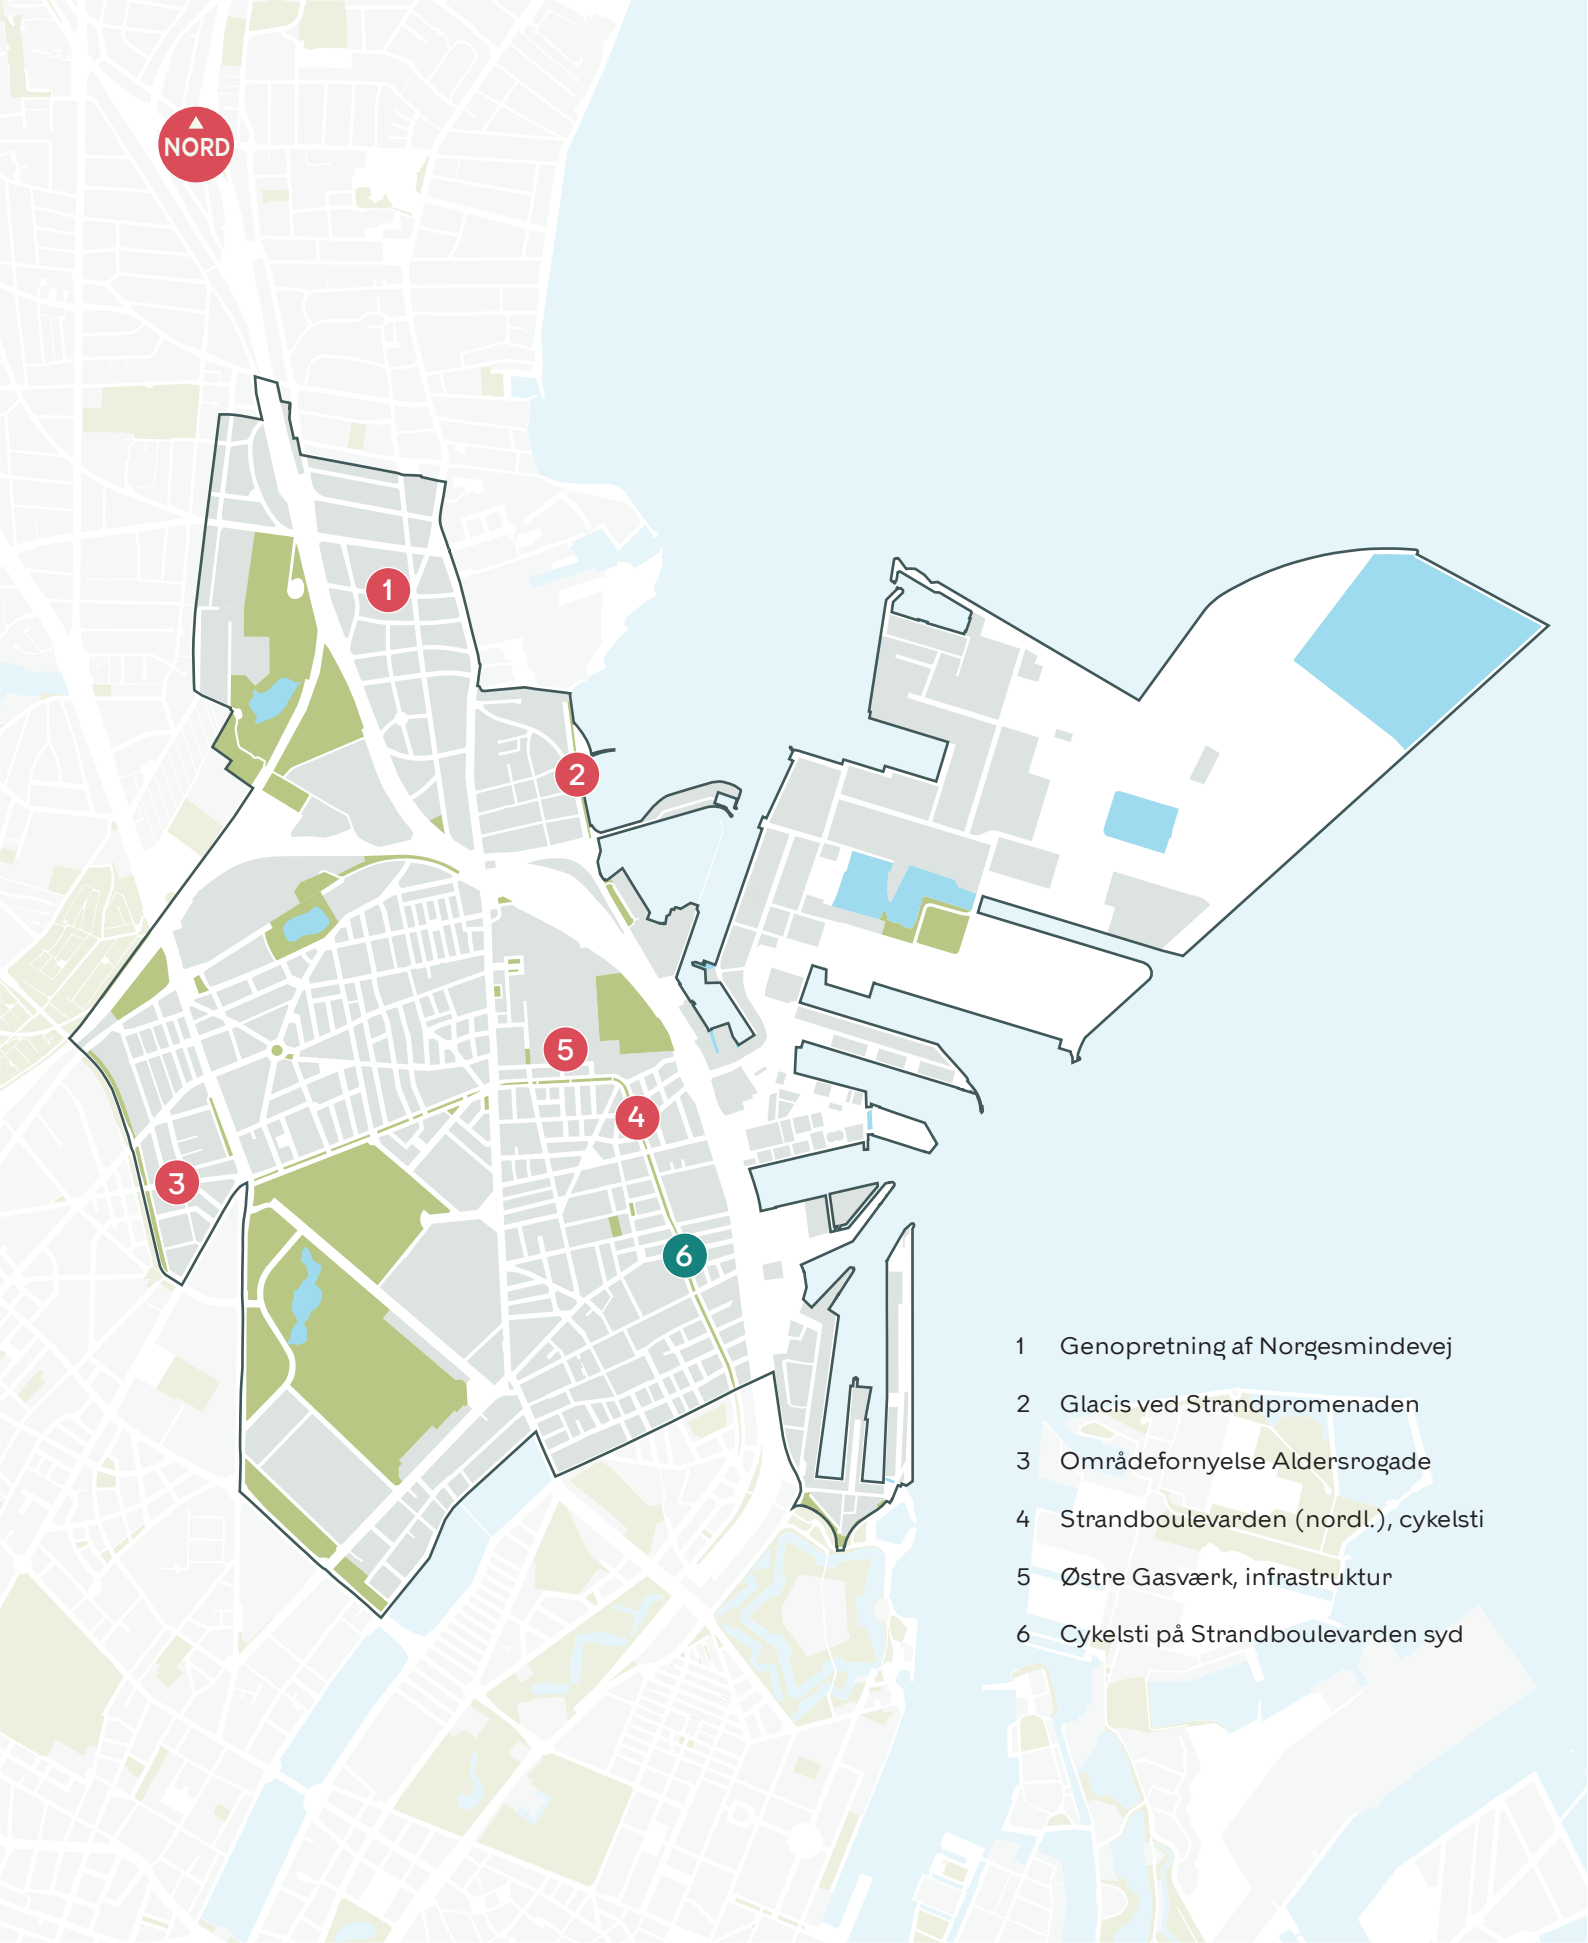 NORD
1
2
5
4
3
6
1 Genopretning af Norgesmindevej
2 Glacis ved Strandpromenaden
3 Områdefornyelse Aldersrogade
4 Strandboulevarden (nordl.), cykelsti
5 Østre Gasværk, infrastruktur
6 Cykelsti på Strandboulevarden syd